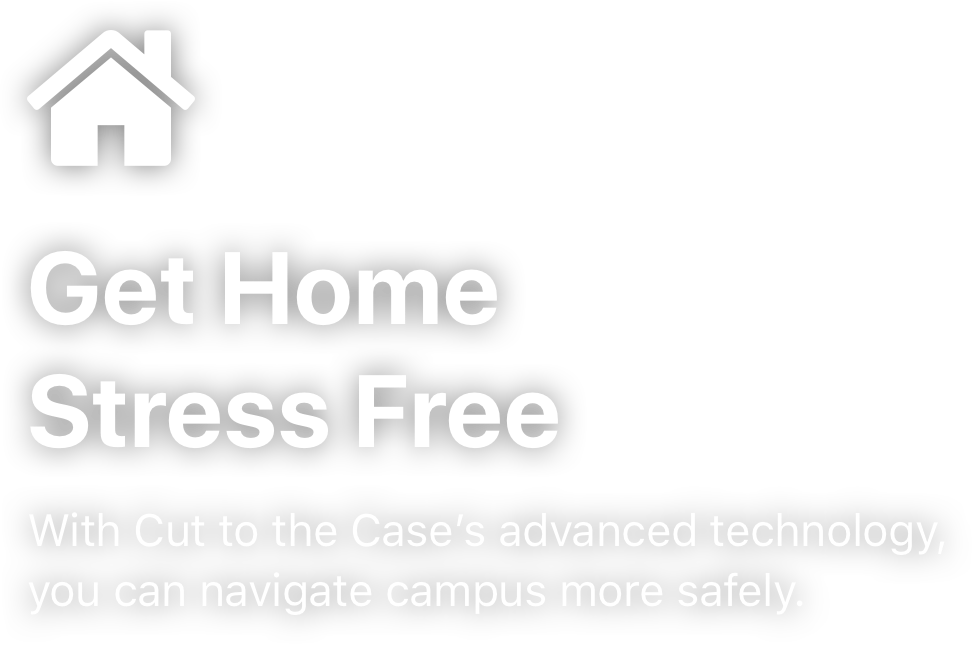 Get Home
Stress Free
With Cut to the Case’s advanced technology,
you can navigate campus more safely.